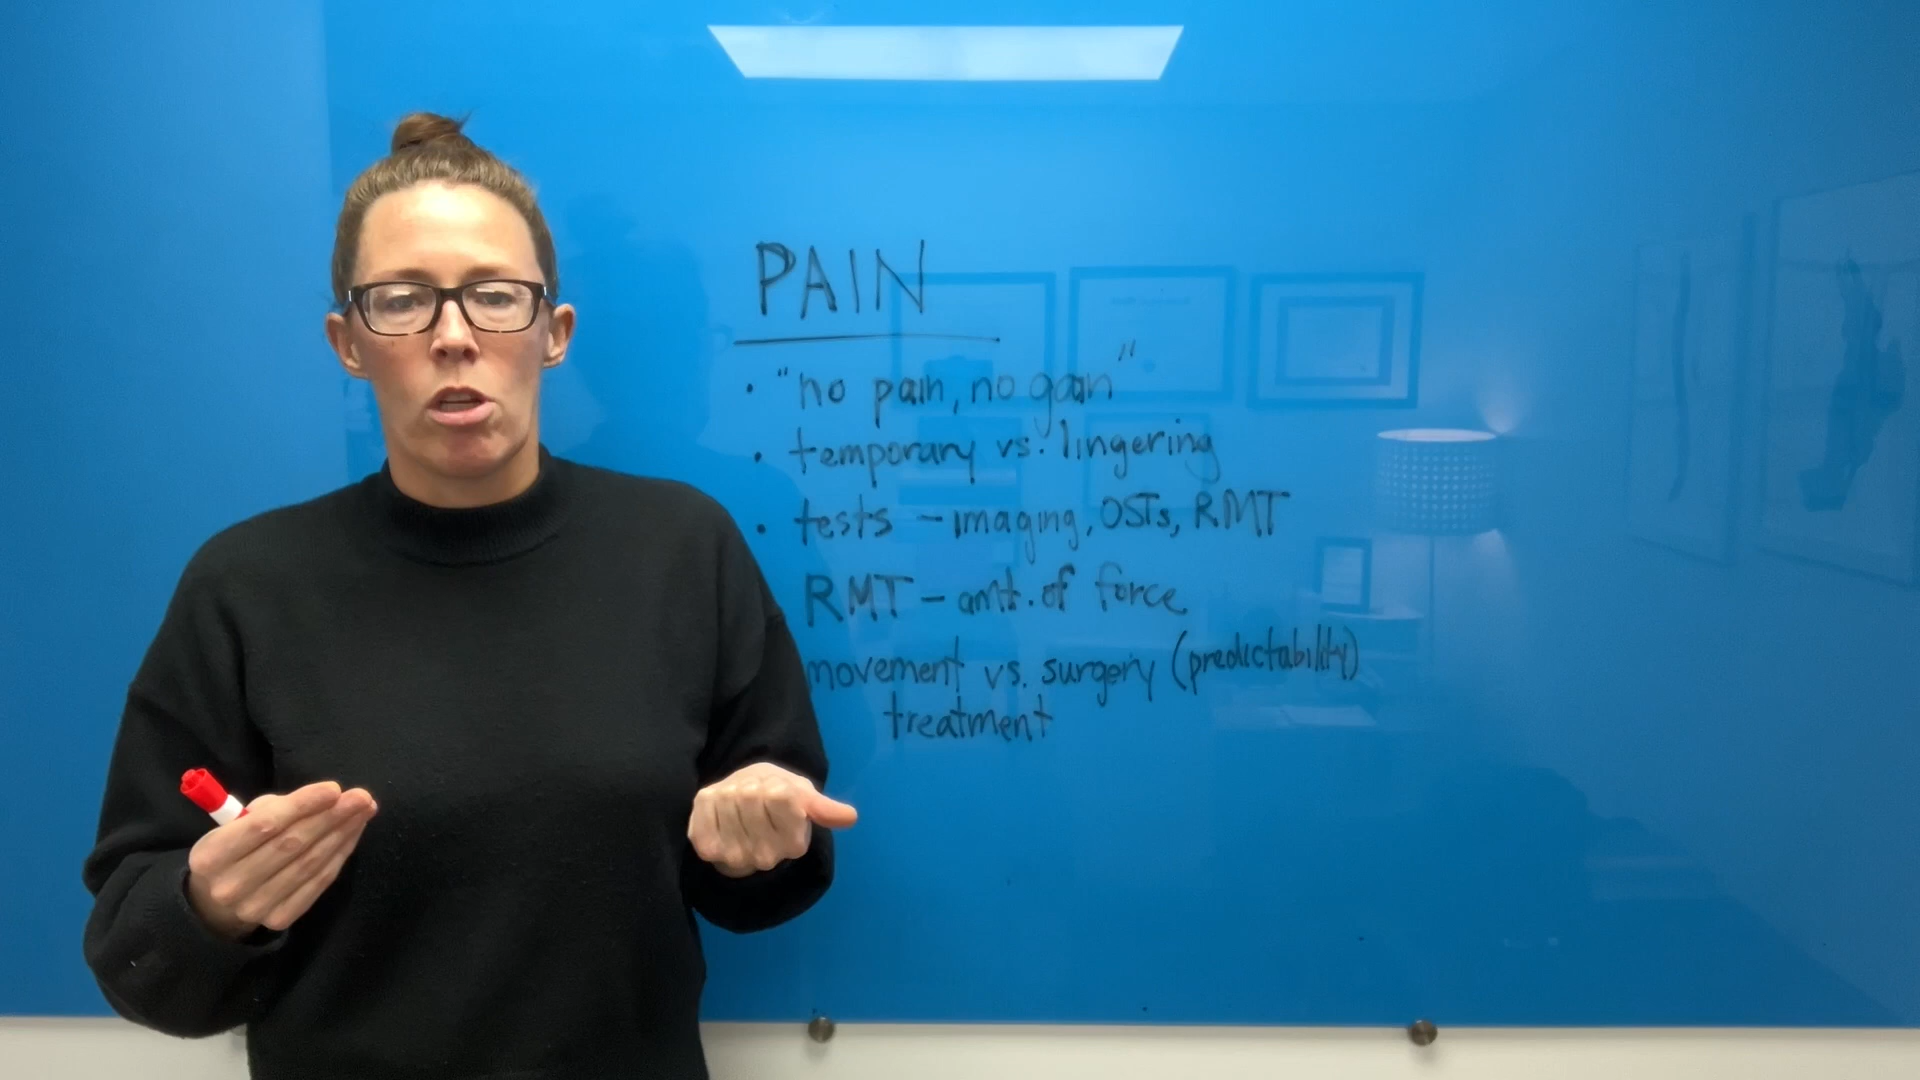 PAIN
• "no pain, no gain"
• temporary vs. lingering
• tests - imaging, OSTs, RMT
RMT - amt. of force
movement vs. surgery (predictability)
treatment